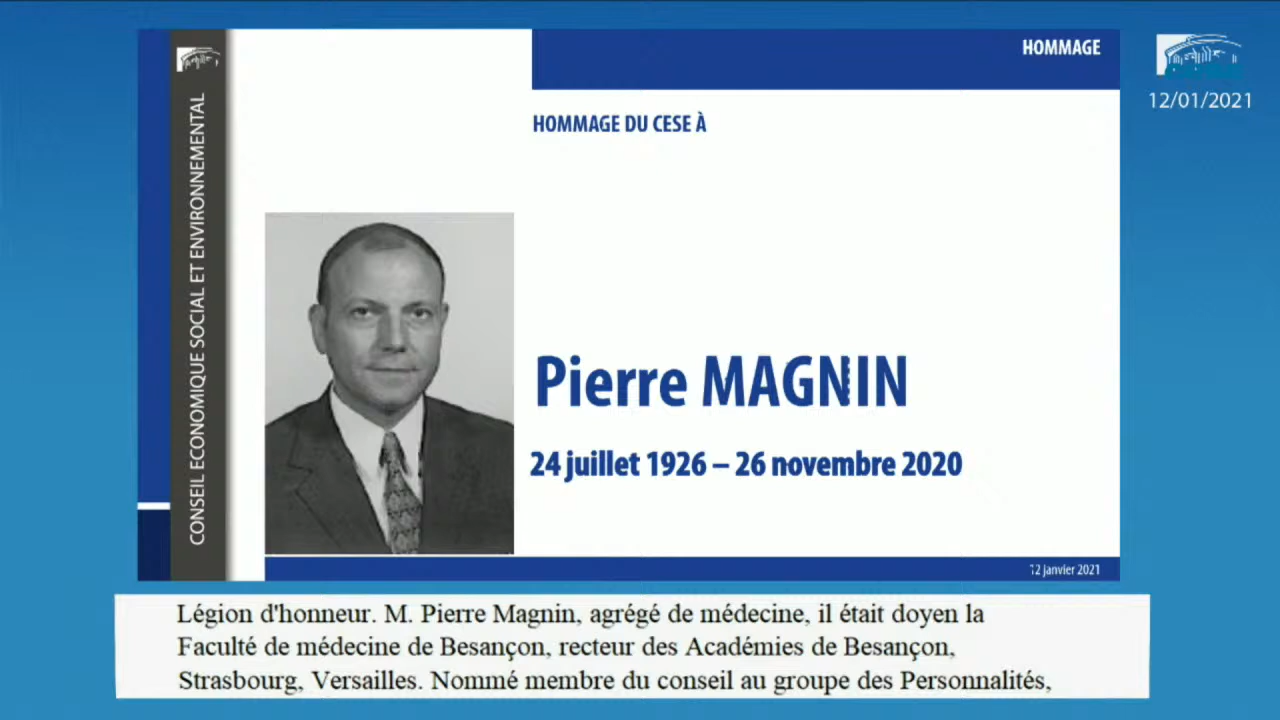 HOMMAGE
12/01/2021
CONSEIL ECONOMIQUE SOCIAL ET ENVIRONNEMENTAL
HOMMAGE DU CESE À
Pierre MAGNIN
24 juillet 1926 – 26 novembre 2020
12 janvier 2021
Légion d'honneur. M. Pierre Magnin, agrégé de médecine, il était doyen la
Faculté de médecine de Besançon, recteur des Académies de Besançon,
Strasbourg, Versailles. Nommé membre du conseil au groupe des Personnalités,